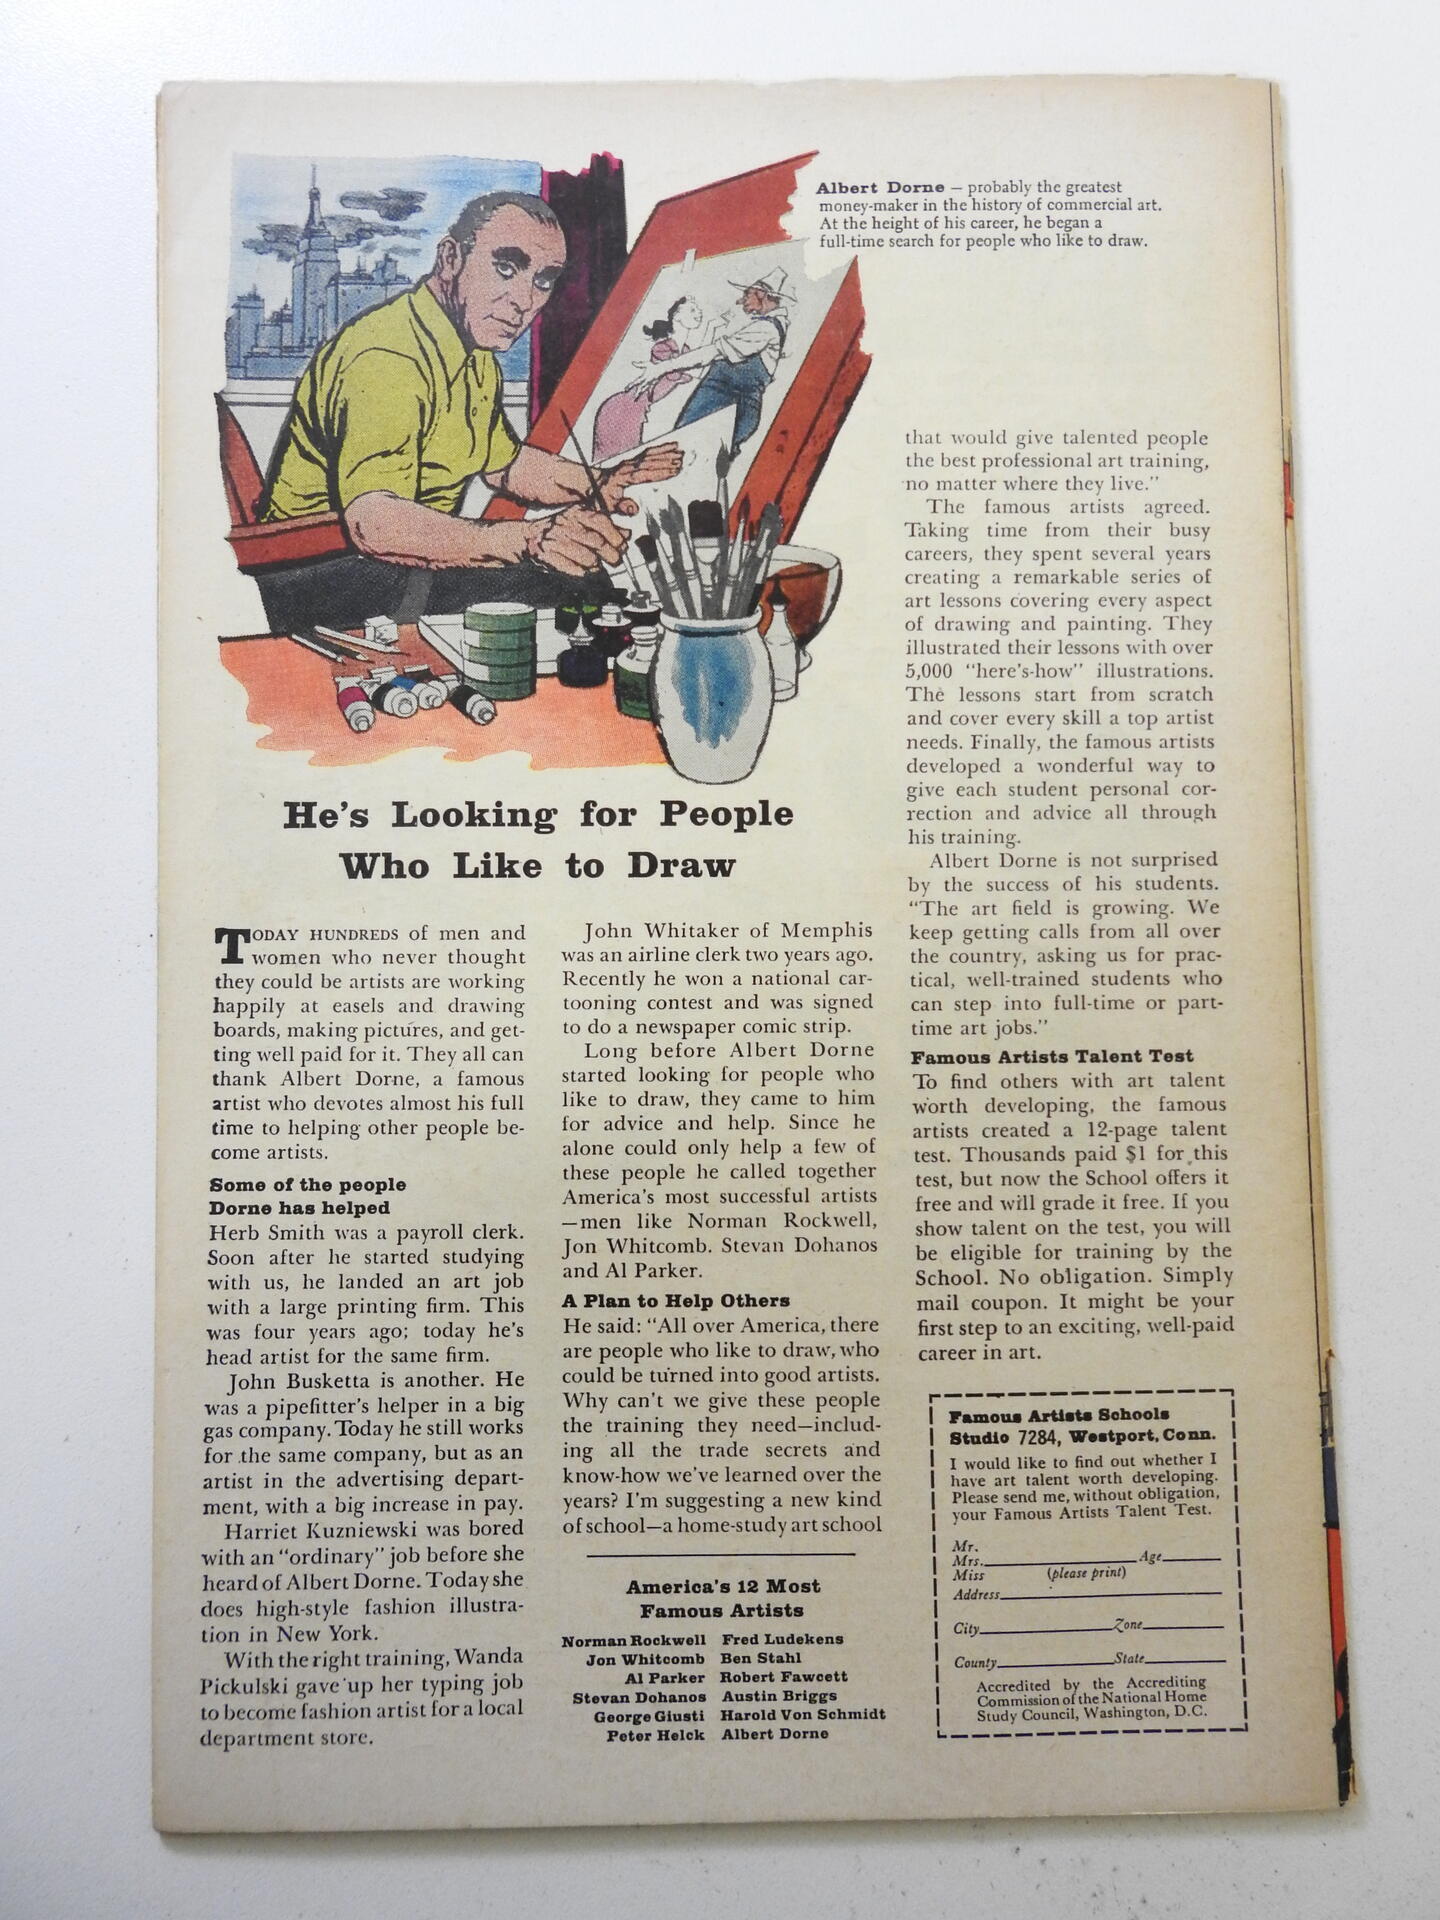 Albert Dorne — probably the greatest
money-maker in the history of commercial art.
At the height of his career, he began a
full-time search for people who like to draw.
He's Looking for People
Who Like to Draw
TODAY HUNDREDS of men and
women who never thought
they could be artists are working
happily at easels and drawing
boards, making pictures, and get-
ting well paid for it. They all can
thank Albert Dorne, a famous
artist who devotes almost his full
time to helping other people be-
come artists.
Some of the people
Dorne has helped
Herb Smith was a payroll clerk.
Soon after he started studying
with us, he landed an art job
with a large printing firm. This
was four years ago; today he's
head artist for the same firm.
John Busketta is another. He
was a pipefitter's helper in a big
gas company. Today he still works
for the same company, but as an
artist in the advertising depart-
ment, with a big increase in pay.
Harriet Kuzniewski was bored
with an "ordinary" job before she
heard of Albert Dorne. Today she
does high-style fashion illustra-
tion in New York.
With the right training, Wanda
Pickulski gave up her typing job
to become fashion artist for a local
department store.
John Whitaker of Memphis
was an airline clerk two years ago.
Recently he won a national car-
tooning contest and was signed
to do a newspaper comic strip.
Long before Albert Dorne
started looking for people who
like to draw, they came to him
for advice and help. Since he
alone could only help a few of
these people he called together
America's most successful artists
—men like Norman Rockwell,
Jon Whitcomb. Stevan Dohanos
and Al Parker.
A Plan to Help Others
He said: "All over America, there
are people who like to draw, who
could be turned into good artists.
Why can't we give these people
the training they need—includ-
ing all the trade secrets and
know-how we've learned over the
years? I'm suggesting a new kind
of school—a home-study art school
America's 12 Most
Famous Artists
Norman Rockwell Fred Ludekens
Jon Whitcomb Ben Stahl
Al Parker Robert Fawcett
Stevan Dohanos Austin Briggs
George Giusti Harold Von Schmidt
Peter Helck Albert Dorne
that would give talented people
the best professional art training,
no matter where they live."
The famous artists agreed.
Taking time from their busy
careers, they spent several years
creating a remarkable series of
art lessons covering every aspect
of drawing and painting. They
illustrated their lessons with over
5,000 "here's-how" illustrations.
The lessons start from scratch
and cover every skill a top artist
needs. Finally, the famous artists
developed a wonderful way to
give each student personal cor-
rection and advice all through
his training.
Albert Dorne is not surprised
by the success of his students.
"The art field is growing. We
keep getting calls from all over
the country, asking us for prac-
tical, well-trained students who
can step into full-time or part-
time art jobs."
Famous Artists Talent Test
To find others with art talent
worth developing, the famous
artists created a 12-page talent
test. Thousands paid $1 for this
test, but now the School offers it
free and will grade it free. If you
show talent on the test, you will
be eligible for training by the
School. No obligation. Simply
mail coupon. It might be your
first step to an exciting, well-paid
career in art.
Famous Artists Schools
Studio 7284, Westport, Conn.
I would like to find out whether I
have art talent worth developing.
Please send me, without obligation,
your Famous Artists Talent Test.
Mr.
Mrs. Age
Miss (please print)
Address
City Zone
County State
Accredited by the Accrediting
Commission of the National Home
Study Council, Washington, D.C.